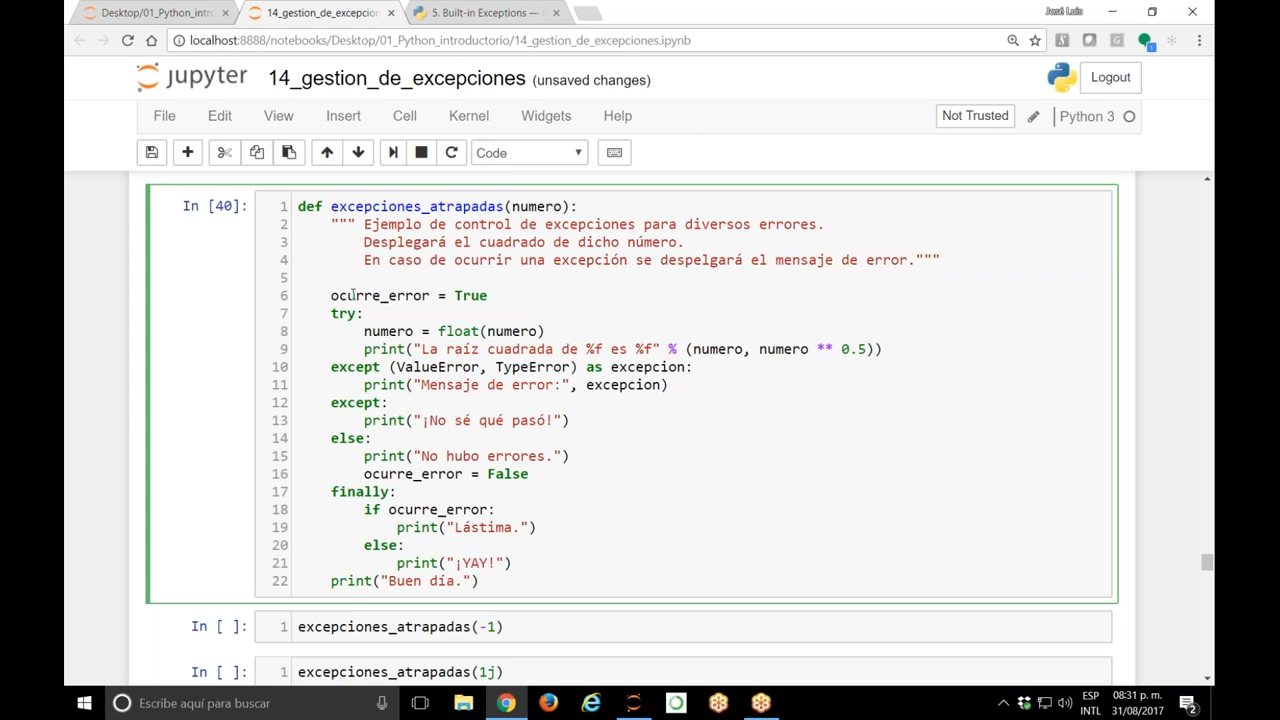 Desktop/01_Python_intro
14_gestion_de_excepcion
5. Built-in Exceptions —
José Luis
localhost:8888/notebooks/Desktop/01_Python_introductorio/14_gestion_de_excepciones.ipynb
jupyter 14_gestion_de_excepciones (unsaved changes)
Logout
File Edit View Insert Cell Kernel Widgets Help
Not Trusted Python 3
Code
In [40]:
1 def excepciones_atrapadas(numero):
2 """ Ejemplo de control de excepciones para diversos errores.
3 Desplegará el cuadrado de dicho número.
4 En caso de ocurrir una excepción se despelgará el mensaje de error."""
5
6 ocurre_error = True
7 try:
8 numero = float(numero)
9 print("La raíz cuadrada de %f es %f" % (numero, numero ** 0.5))
10 except (ValueError, TypeError) as excepcion:
11 print("Mensaje de error:", excepcion)
12 except:
13 print("¡No sé qué pasó!")
14 else:
15 print("No hubo errores.")
16 ocurre_error = False
17 finally:
18 if ocurre_error:
19 print("Lástima.")
20 else:
21 print("¡YAY!")
22 print("Buen día.")
In [ ]: 1 excepciones_atrapadas(-1)
In [ ]: 1 excepciones_atrapadas(1j)
Escribe aquí para buscar
ESP
INTL
08:31 p. m.
31/08/2017
2